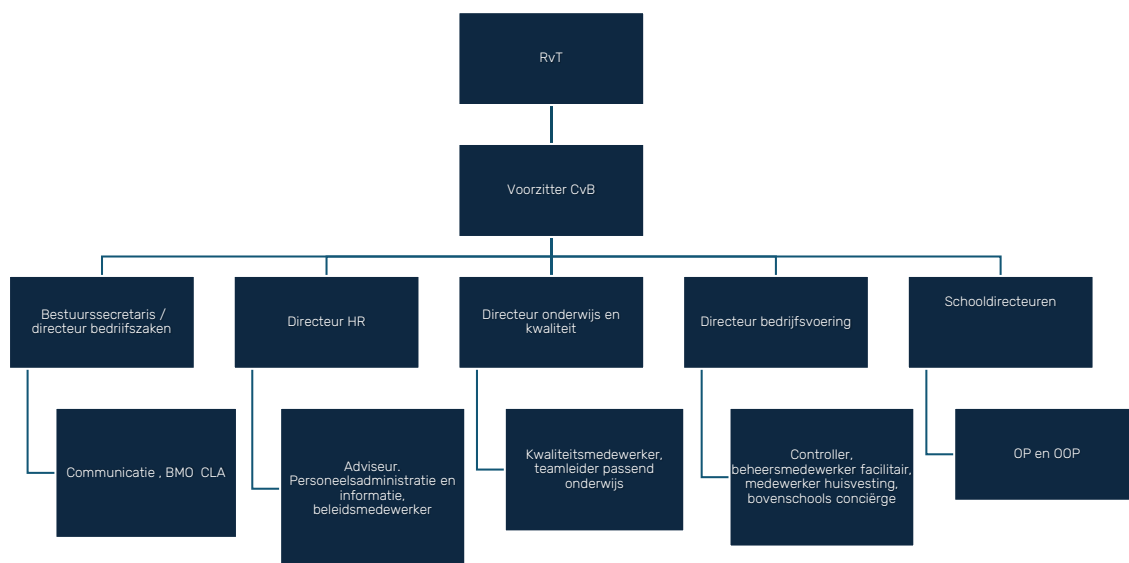 RvT
Voorzitter CvB
Bestuurssecretaris /
directeur bedriifszaken
Directeur HR
Directeur onderwijs en
kwaliteit
Directeur bedrijfsvoering
Schooldirecteuren
Communicatie , BMO CLA
Adviseur.
Personeelsadministratie en
informatie,
beleidsmedewerker
Kwaliteitsmedewerker,
teamleider passend
onderwijs
Controller,
beheersmedewerker facilitair,
medewerker huisvesting,
bovenschools conciërge
OP en OOP